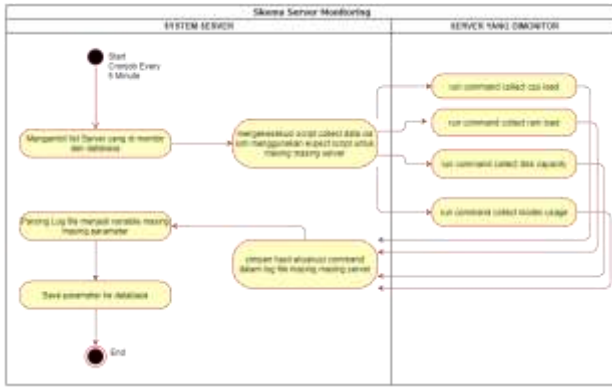 Skema Server Monitoring
SYSTEM SERVER
SERVER YANG DIMONITOR
Start
Cronjob Every
5 Minute
run command collect cpu load
run command collect ram load
Mengambil list Server yang di monitor
dari database
mengeksekusi script collect data via
ssh menggunakan expect script untuk
masing masing server
run command collect disk capacity
run command collect inodes usage
Parsing Log file menjadi variable masing
masing parameter
simpan hasil eksekusi command
dalam log file masing masing server
Save parameter ke database
End